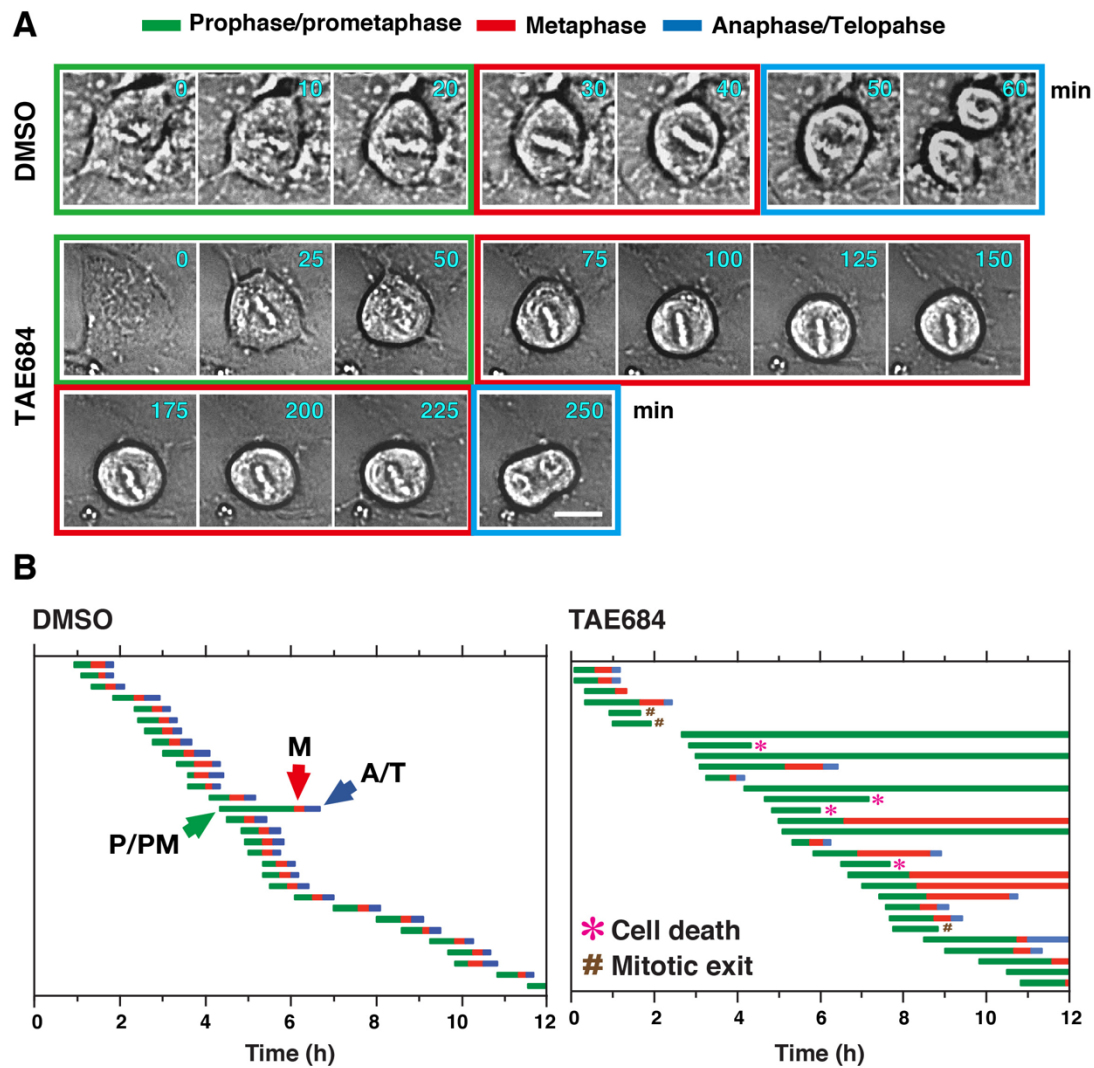 A
Prophase/prometaphase Metaphase Anaphase/Telopahse
DMSO
0 10 20 30 40 50 60 min
TAE684
0 25 50 75 100 125 150
175 200 225 250 min
B
DMSO
TAE684
M
A/T
P/PM
# 
#
*
*
*
*
#
* Cell death
# Mitotic exit
0 2 4 6 8 10 12
Time (h)
0 2 4 6 8 10 12
Time (h)